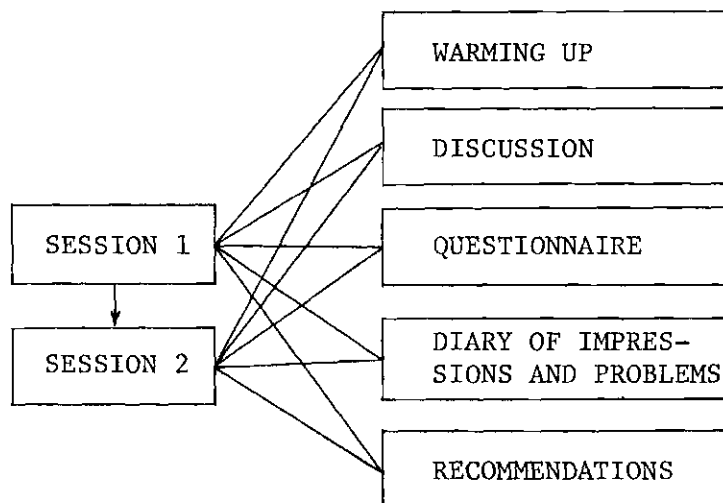 WARMING UP
DISCUSSION
SESSION 1
QUESTIONNAIRE
SESSION 2
DIARY OF IMPRES-
SIONS AND PROBLEMS
RECOMMENDATIONS